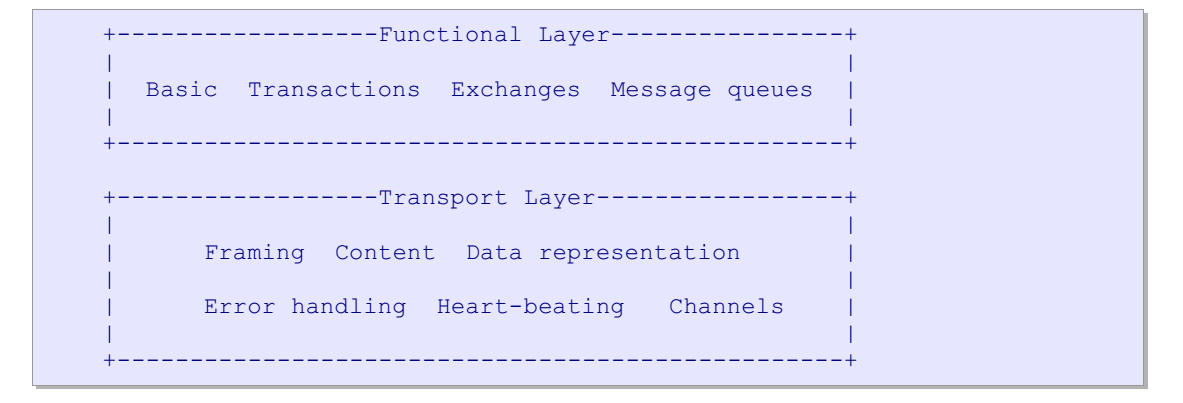 +------------------Functional Layer----------------+
|                                                  |
|  Basic  Transactions  Exchanges  Message queues  |
|                                                  |
+--------------------------------------------------+
+------------------Transport Layer-----------------+
|                                                  |
|      Framing  Content  Data representation       |
|                                                  |
|      Error handling  Heart-beating   Channels    |
|                                                  |
+--------------------------------------------------+